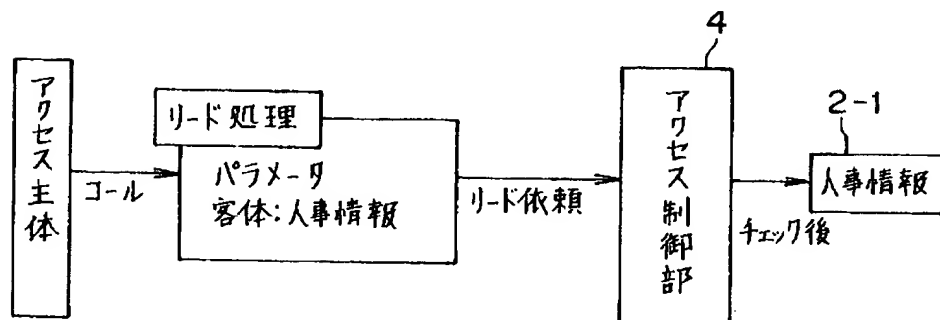 アクセス主体
コール
リード処理
パラメータ
客体:人事情報
リード依頼
4
アクセス制御部
チェック後
2-1
人事情報